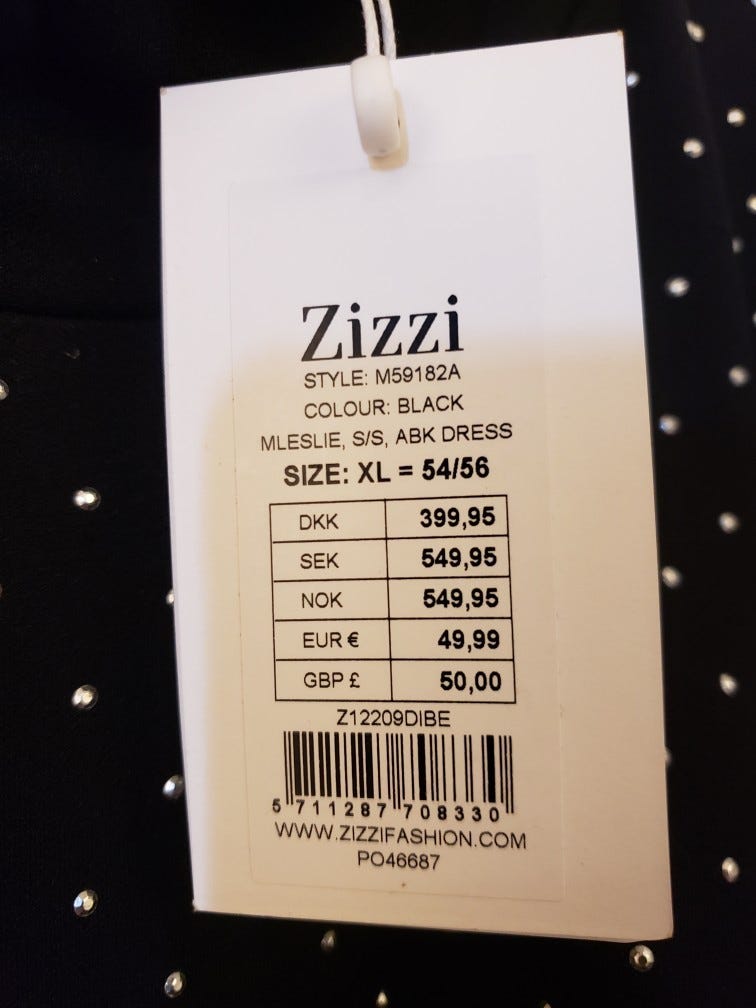 Zizzi
STYLE: M59182A
COLOUR: BLACK
MLESLIE, S/S, ABK DRESS
SIZE: XL = 54/56
DKK 399,95
SEK 549,95
NOK 549,95
EUR € 49,99
GBP £ 50,00
Z12209DIBE
5 711287 708330
WWW.ZIZZIFASHION.COM
PO46687